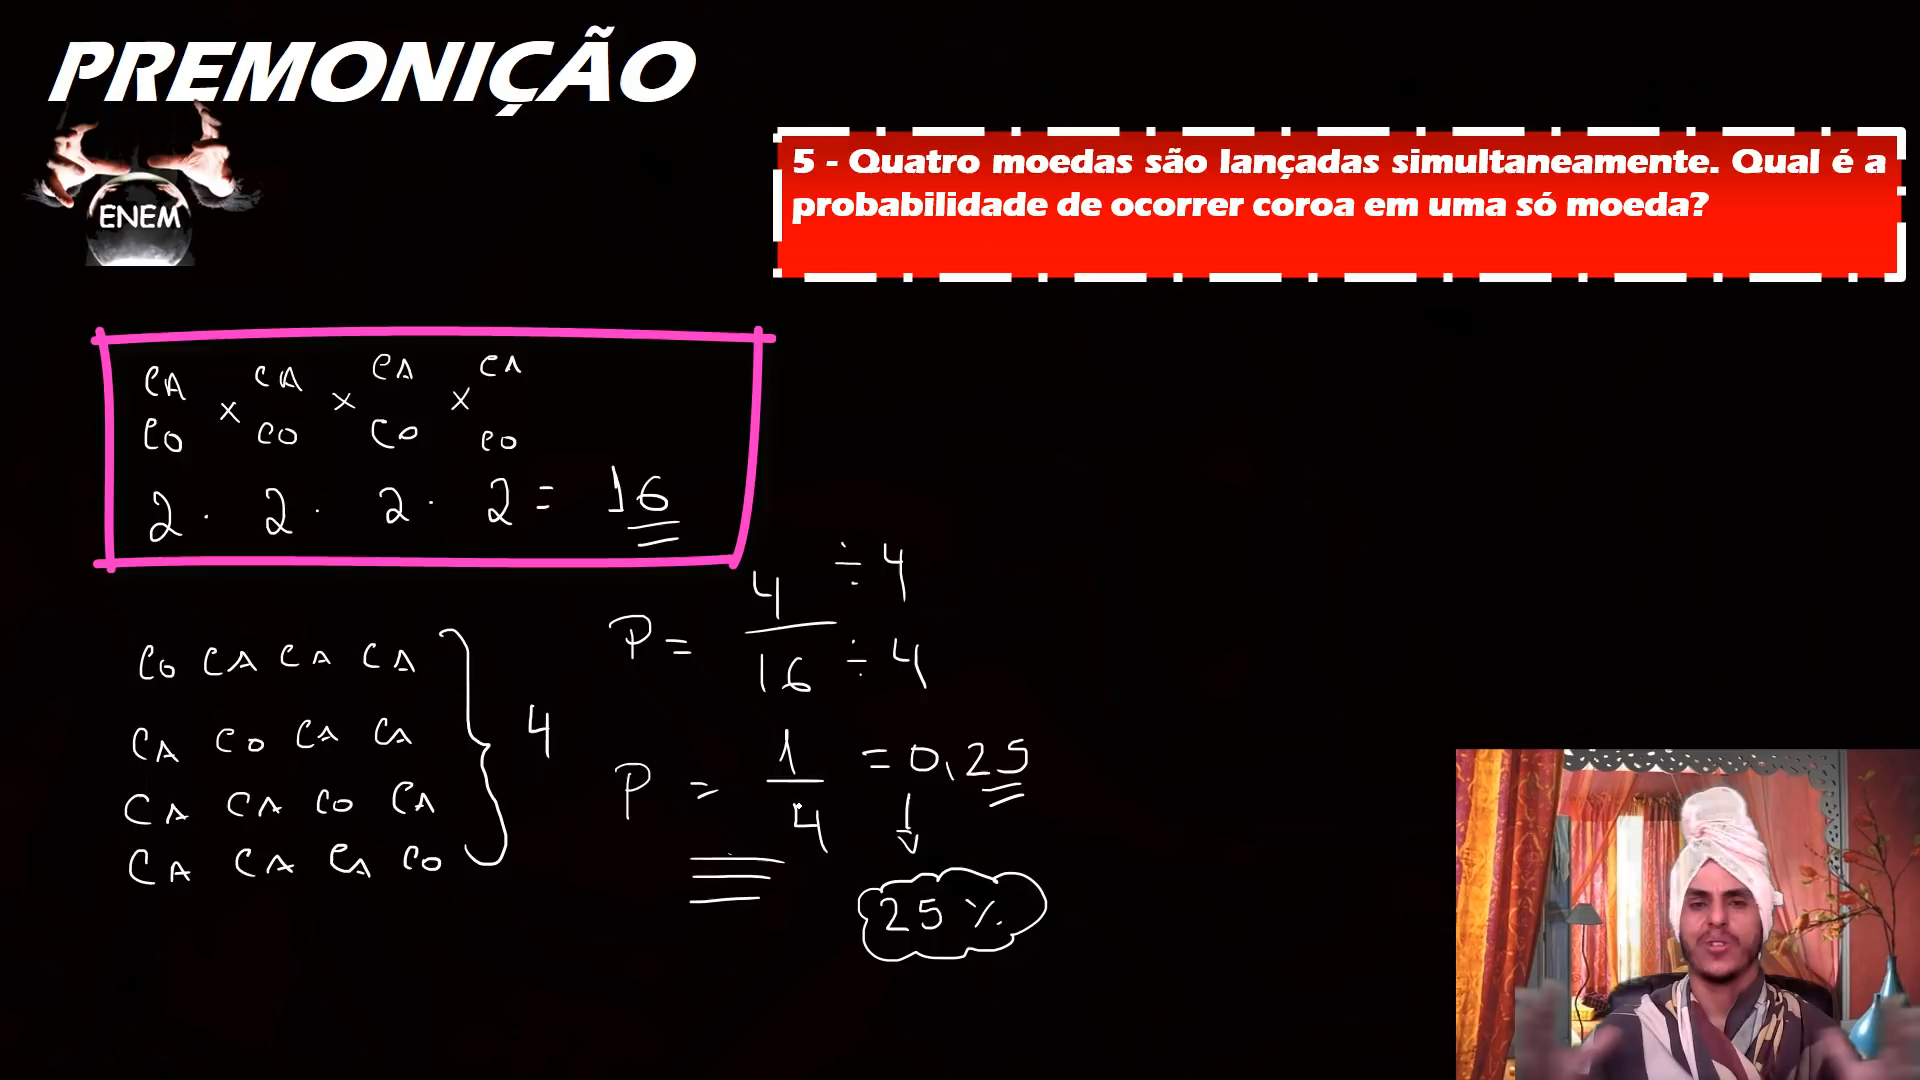 PREMONIÇÃO
ENEM
5 - Quatro moedas são lançadas simultaneamente. Qual é a
probabilidade de ocorrer coroa em uma só moeda?
CA CA CA CA
x x x
CO CO CO CO
2 . 2 . 2 . 2 = 16
CO CA CA CA
CA CO CA CA
CA CA CO CA
CA CA CA CO
4
P = 4/16 ÷ 4 ÷ 4
P = 1/4 = 0,25
25 %